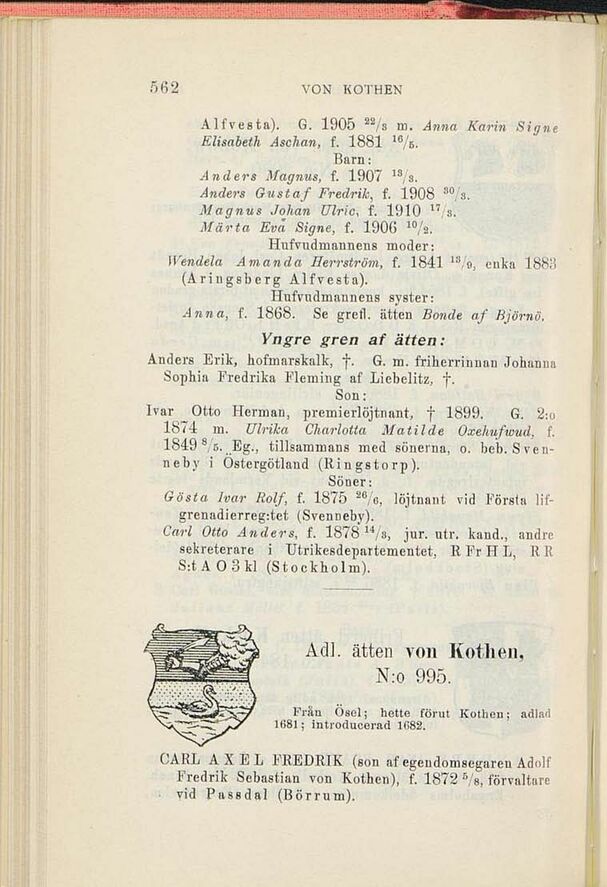 562 VON KOTHEN
Alfvesta). G. 1905 22/8 m. Anna Karin Signe
Elisabeth Aschan, f. 1881 16/5.
Barn:
Anders Magnus, f. 1907 13/3.
Anders Gustaf Fredrik, f. 1908 30/3.
Magnus Johan Ulric, f. 1910 17/3.
Märta Eva Signe, f. 1906 10/2.
Hufvudmannens moder:
Wendela Amanda Herrström, f. 1841 13/9, enka 1883
(Aringsberg Alfvesta).
Hufvudmannens syster:
Anna, f. 1868. Se grefl. ätten Bonde af Björnö.
Yngre gren af ätten:
Anders Erik, hofmarskalk, †. G. m. friherrinnan Johanna
Sophia Fredrika Fleming af Liebelitz, †.
Son:
Ivar Otto Herman, premierlöjtnant, † 1899. G. 2:o
1874 m. Ulrika Charlotta Matilde Oxehufwud, f.
1849 8/5. Eg., tillsammans med sönerna, o. beb. Sven-
neby i Östergötland (Ringstorp).
Söner:
Gösta Ivar Rolf, f. 1875 26/6, löjtnant vid Första lif-
grenadierreg:tet (Svenneby).
Carl Otto Anders, f. 1878 14/8, jur. utr. kand., andre
sekreterare i Utrikesdepartementet, R Fr H L, R R
S:t A O 3 kl (Stockholm).
Adl. ätten von Kothen,
N:o 995.
Från Ösel; hette förut Kothen; adlad
1681; introducerad 1682.
CARL AXEL FREDRIK (son af egendomsegaren Adolf
Fredrik Sebastian von Kothen), f. 1872 5/8, förvaltare
vid Passdal (Börrum).